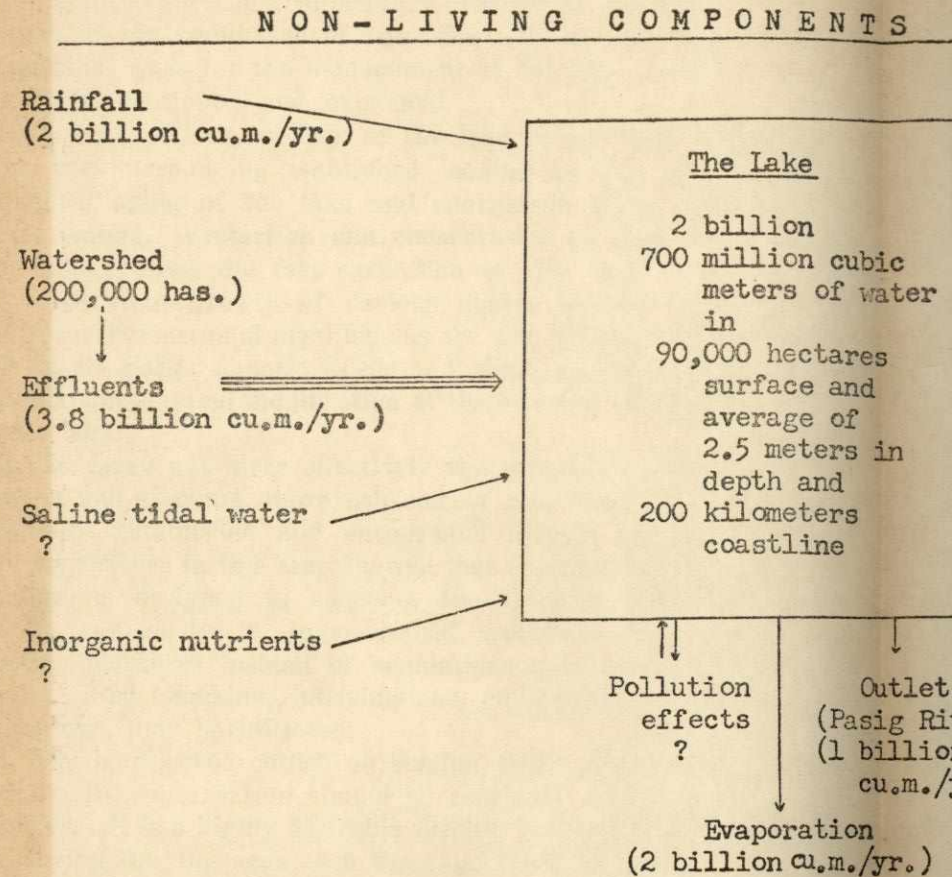 NON-LIVING COMPONENTS
Rainfall
(2 billion cu.m./yr.)
Watershed
(200,000 has.)
Effluents
(3.8 billion cu.m./yr.)
Saline tidal water
?
Inorganic nutrients
?
The Lake
2 billion
700 million cubic
meters of water
in
90,000 hectares
surface and
average of
2.5 meters in
depth and
200 kilometers
coastline
Pollution
effects
?
Outlet
(Pasig
(1
cu.m./
Evaporation
(2 billion cu.m./yr.)